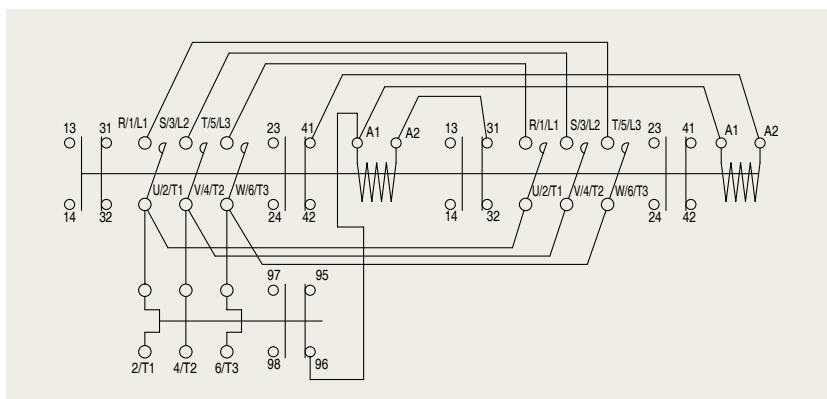 13 31 R/1/L1 S/3/L2 T/5/L3 23 41 A1 A2 13 31 R/1/L1 S/3/L2 T/5/L3 23 41 A1 A2
U/2/T1 V/4/T2 W/6/T3 U/2/T1 V/4/T2 W/6/T3
14 32 24 42 14 32 24 42
97 95
2/T1 4/T2 6/T3 98 96